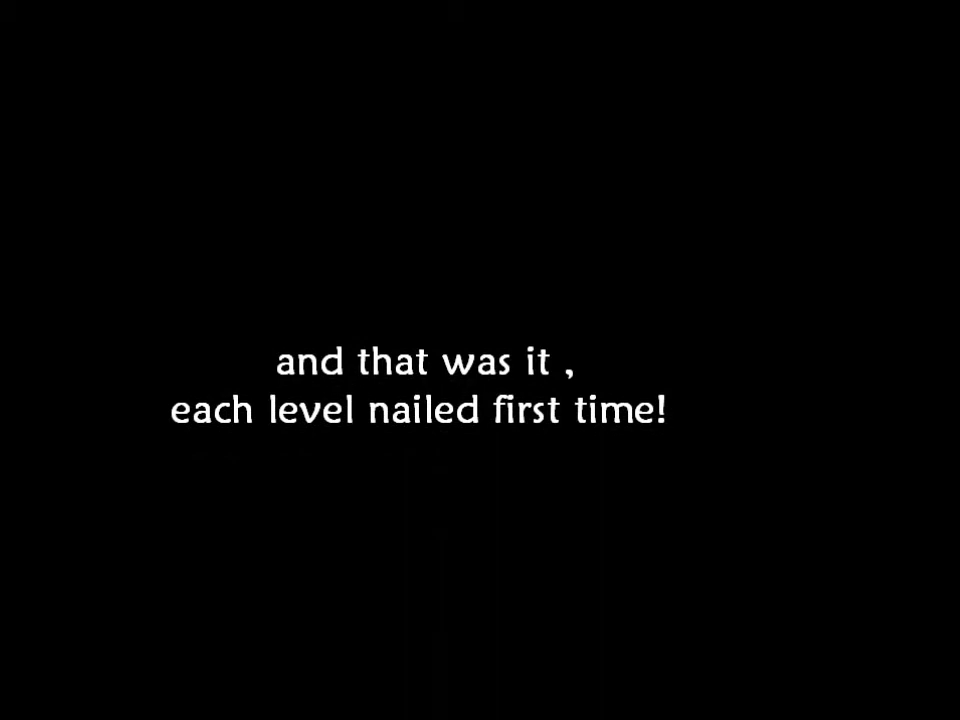 and that was it ,
each level nailed first time!